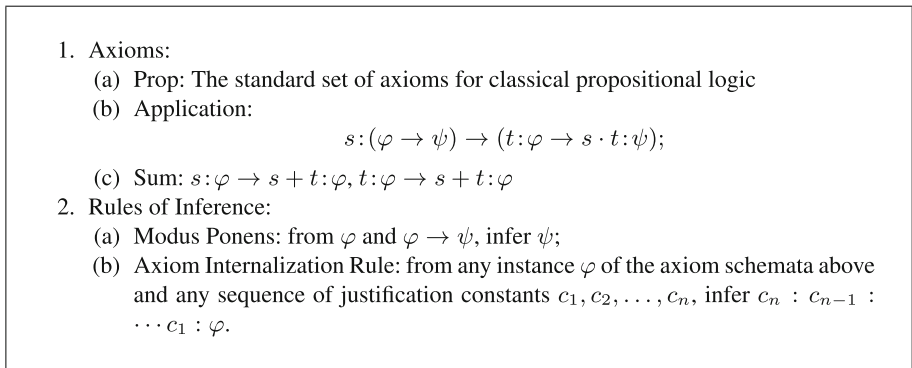 1. Axioms:
(a) Prop: The standard set of axioms for classical propositional logic
(b) Application:
s:(φ → ψ) → (t:φ → s · t:ψ);
(c) Sum: s:φ → s + t:φ, t:φ → s + t:φ
2. Rules of Inference:
(a) Modus Ponens: from φ and φ → ψ, infer ψ;
(b) Axiom Internalization Rule: from any instance φ of the axiom schemata above
and any sequence of justification constants c₁, c₂, . . . , cₙ, infer cₙ : cₙ₋₁ :
· · · c₁ : φ.